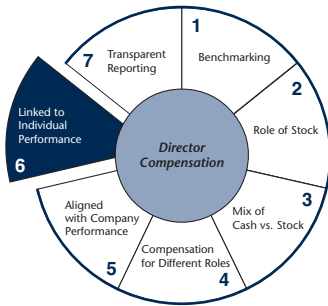 1
Benchmarking
2
Role of Stock
3
Mix of
Cash vs. Stock
4
Compensation
for Different Roles
5
Aligned
with Company
Performance
6
Linked to
Individual
Performance
7
Transparent
Reporting
Director
Compensation